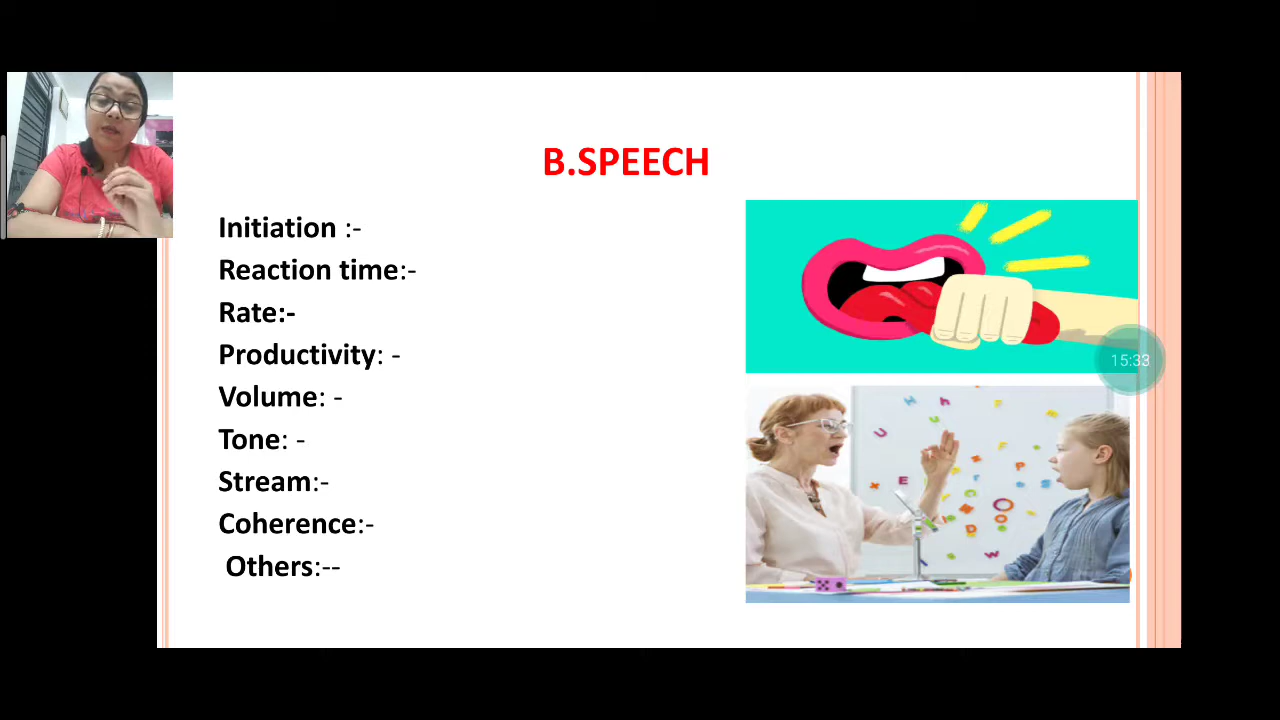 B.SPEECH
Initiation :-
Reaction time:-
Rate:-
Productivity: -
Volume: -
Tone: -
Stream:-
Coherence:-
Others:--
15:33